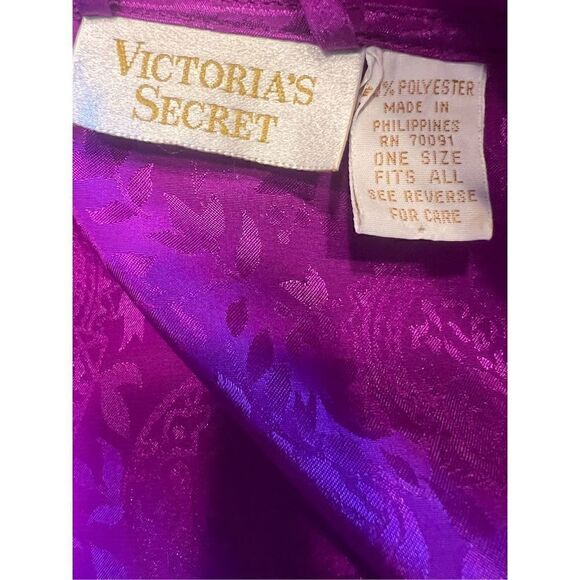 VICTORIA'S
SECRET
% POLYESTER
MADE IN
PHILIPPINES
RN 70091
ONE SIZE
FITS ALL
SEE REVERSE
FOR CARE